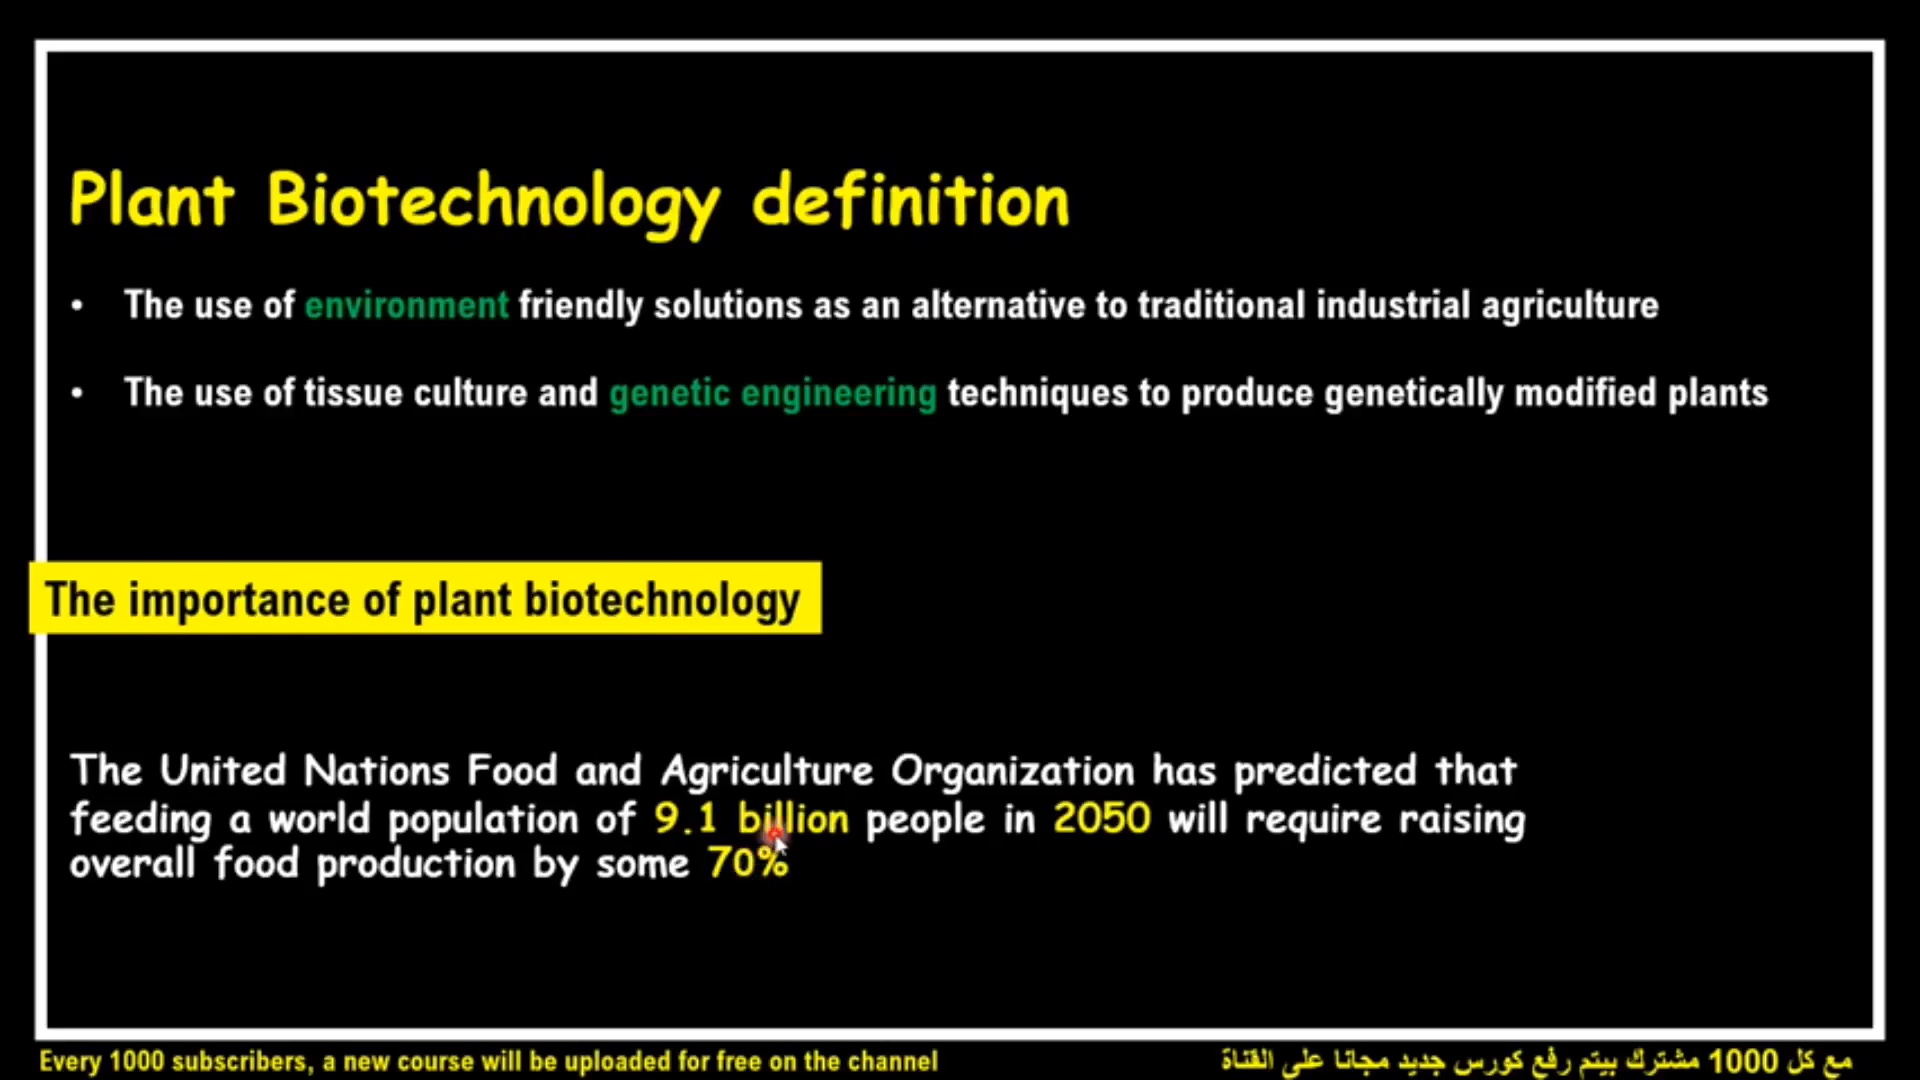 Plant Biotechnology definition
• The use of environment friendly solutions as an alternative to traditional industrial agriculture
• The use of tissue culture and genetic engineering techniques to produce genetically modified plants
The importance of plant biotechnology
The United Nations Food and Agriculture Organization has predicted that
feeding a world population of 9.1 billion people in 2050 will require raising
overall food production by some 70%
Every 1000 subscribers, a new course will be uploaded for free on the channel
مع كل 1000 مشترك بيتم رفع كورس جديد مجانا على القناة